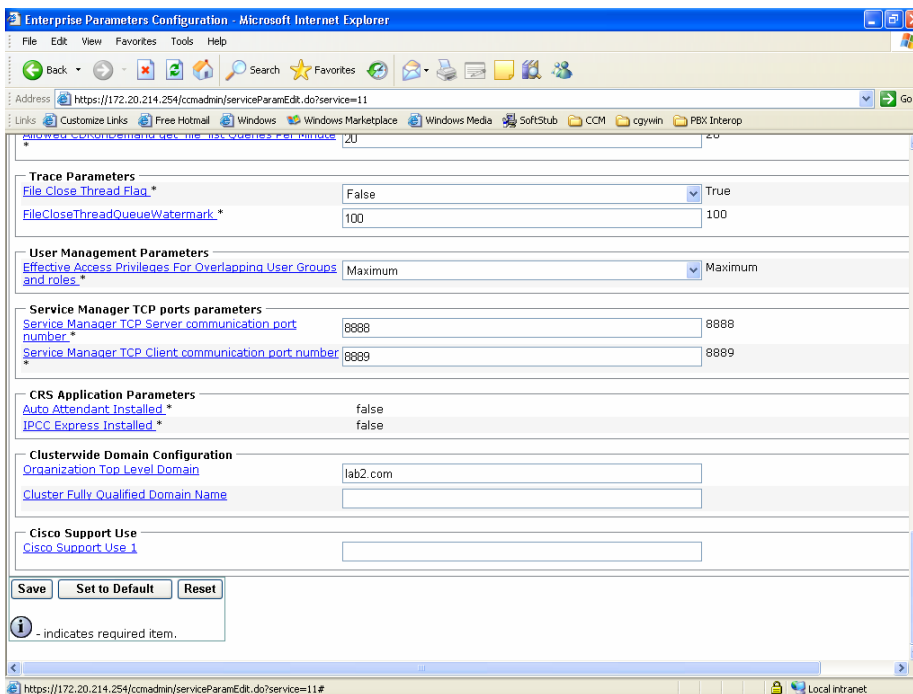 Enterprise Parameters Configuration - Microsoft Internet Explorer
File Edit View Favorites Tools Help
Back Search Favorites
Address https://172.20.214.254/ccmadmin/serviceParamEdit.do?service=11 Go
Links Customize Links Free Hotmail Windows Windows Marketplace Windows Media SoftStub CCM cgywin PBX Interop
Allowed CDROnDemand get_file_list Queries Per Minute 20 20
*
Trace Parameters
File Close Thread Flag * False True
FileCloseThreadQueueWatermark * 100 100
User Management Parameters
Effective Access Privileges For Overlapping User Groups Maximum Maximum
and roles *
Service Manager TCP ports parameters
Service Manager TCP Server communication port 8888 8888
number *
Service Manager TCP Client communication port number 8889 8889
*
CRS Application Parameters
Auto Attendant Installed * false
IPCC Express Installed * false
Clusterwide Domain Configuration
Organization Top Level Domain lab2.com
Cluster Fully Qualified Domain Name
Cisco Support Use
Cisco Support Use 1
Save Set to Default Reset
i - indicates required item.
https://172.20.214.254/ccmadmin/serviceParamEdit.do?service=11# Local intranet